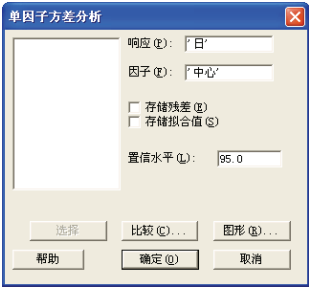 单因子方差分析
响应(P): '日'
因子(F): '中心'
存储残差(E)
存储拟合值(S)
置信水平(L): 95.0
选择
比较(C)... 图形(R)...
帮助 确定(O) 取消